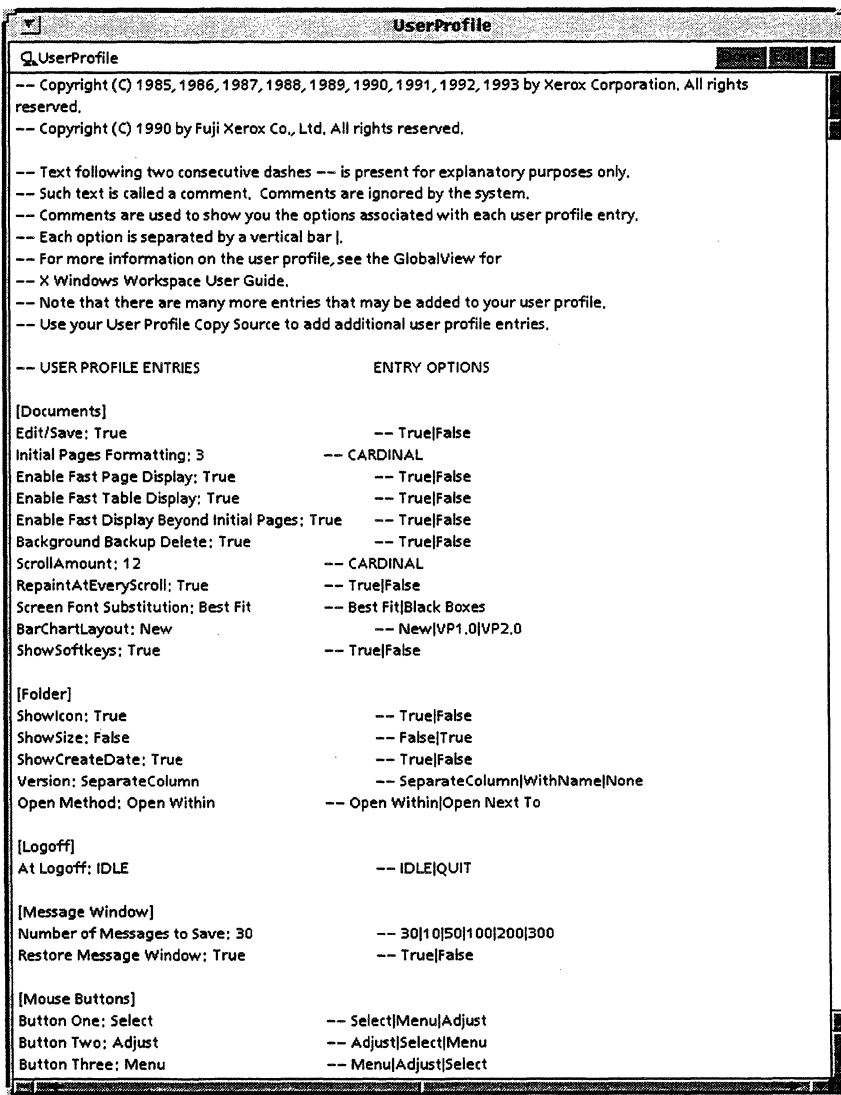 UserProfile
UserProfile Done Edit
-- Copyright (C) 1985, 1986, 1987, 1988, 1989, 1990, 1991, 1992, 1993 by Xerox Corporation. All rights
reserved.
-- Copyright (C) 1990 by Fuji Xerox Co., Ltd. All rights reserved.
-- Text following two consecutive dashes -- is present for explanatory purposes only.
-- Such text is called a comment. Comments are ignored by the system.
-- Comments are used to show you the options associated with each user profile entry.
-- Each option is separated by a vertical bar |.
-- For more information on the user profile, see the GlobalView for
-- X Windows Workspace User Guide.
-- Note that there are many more entries that may be added to your user profile.
-- Use your User Profile Copy Source to add additional user profile entries.
-- USER PROFILE ENTRIES ENTRY OPTIONS
[Documents]
Edit/Save: True -- True|False
Initial Pages Formatting: 3 -- CARDINAL
Enable Fast Page Display: True -- True|False
Enable Fast Table Display: True -- True|False
Enable Fast Display Beyond Initial Pages: True -- True|False
Background Backup Delete: True -- True|False
ScrollAmount: 12 -- CARDINAL
RepaintAtEveryScroll: True -- True|False
Screen Font Substitution: Best Fit -- Best Fit|Black Boxes
BarChartLayout: New -- New|VP1.0|VP2.0
ShowSoftkeys: True -- True|False
[Folder]
ShowIcon: True -- True|False
ShowSize: False -- False|True
ShowCreateDate: True -- True|False
Version: SeparateColumn -- SeparateColumn|WithName|None
Open Method: Open Within -- Open Within|Open Next To
[Logoff]
At Logoff: IDLE -- IDLE|QUIT
[Message Window]
Number of Messages to Save: 30 -- 30|10|50|100|200|300
Restore Message Window: True -- True|False
[Mouse Buttons]
Button One: Select -- Select|Menu|Adjust
Button Two: Adjust -- Adjust|Select|Menu
Button Three: Menu -- Menu|Adjust|Select